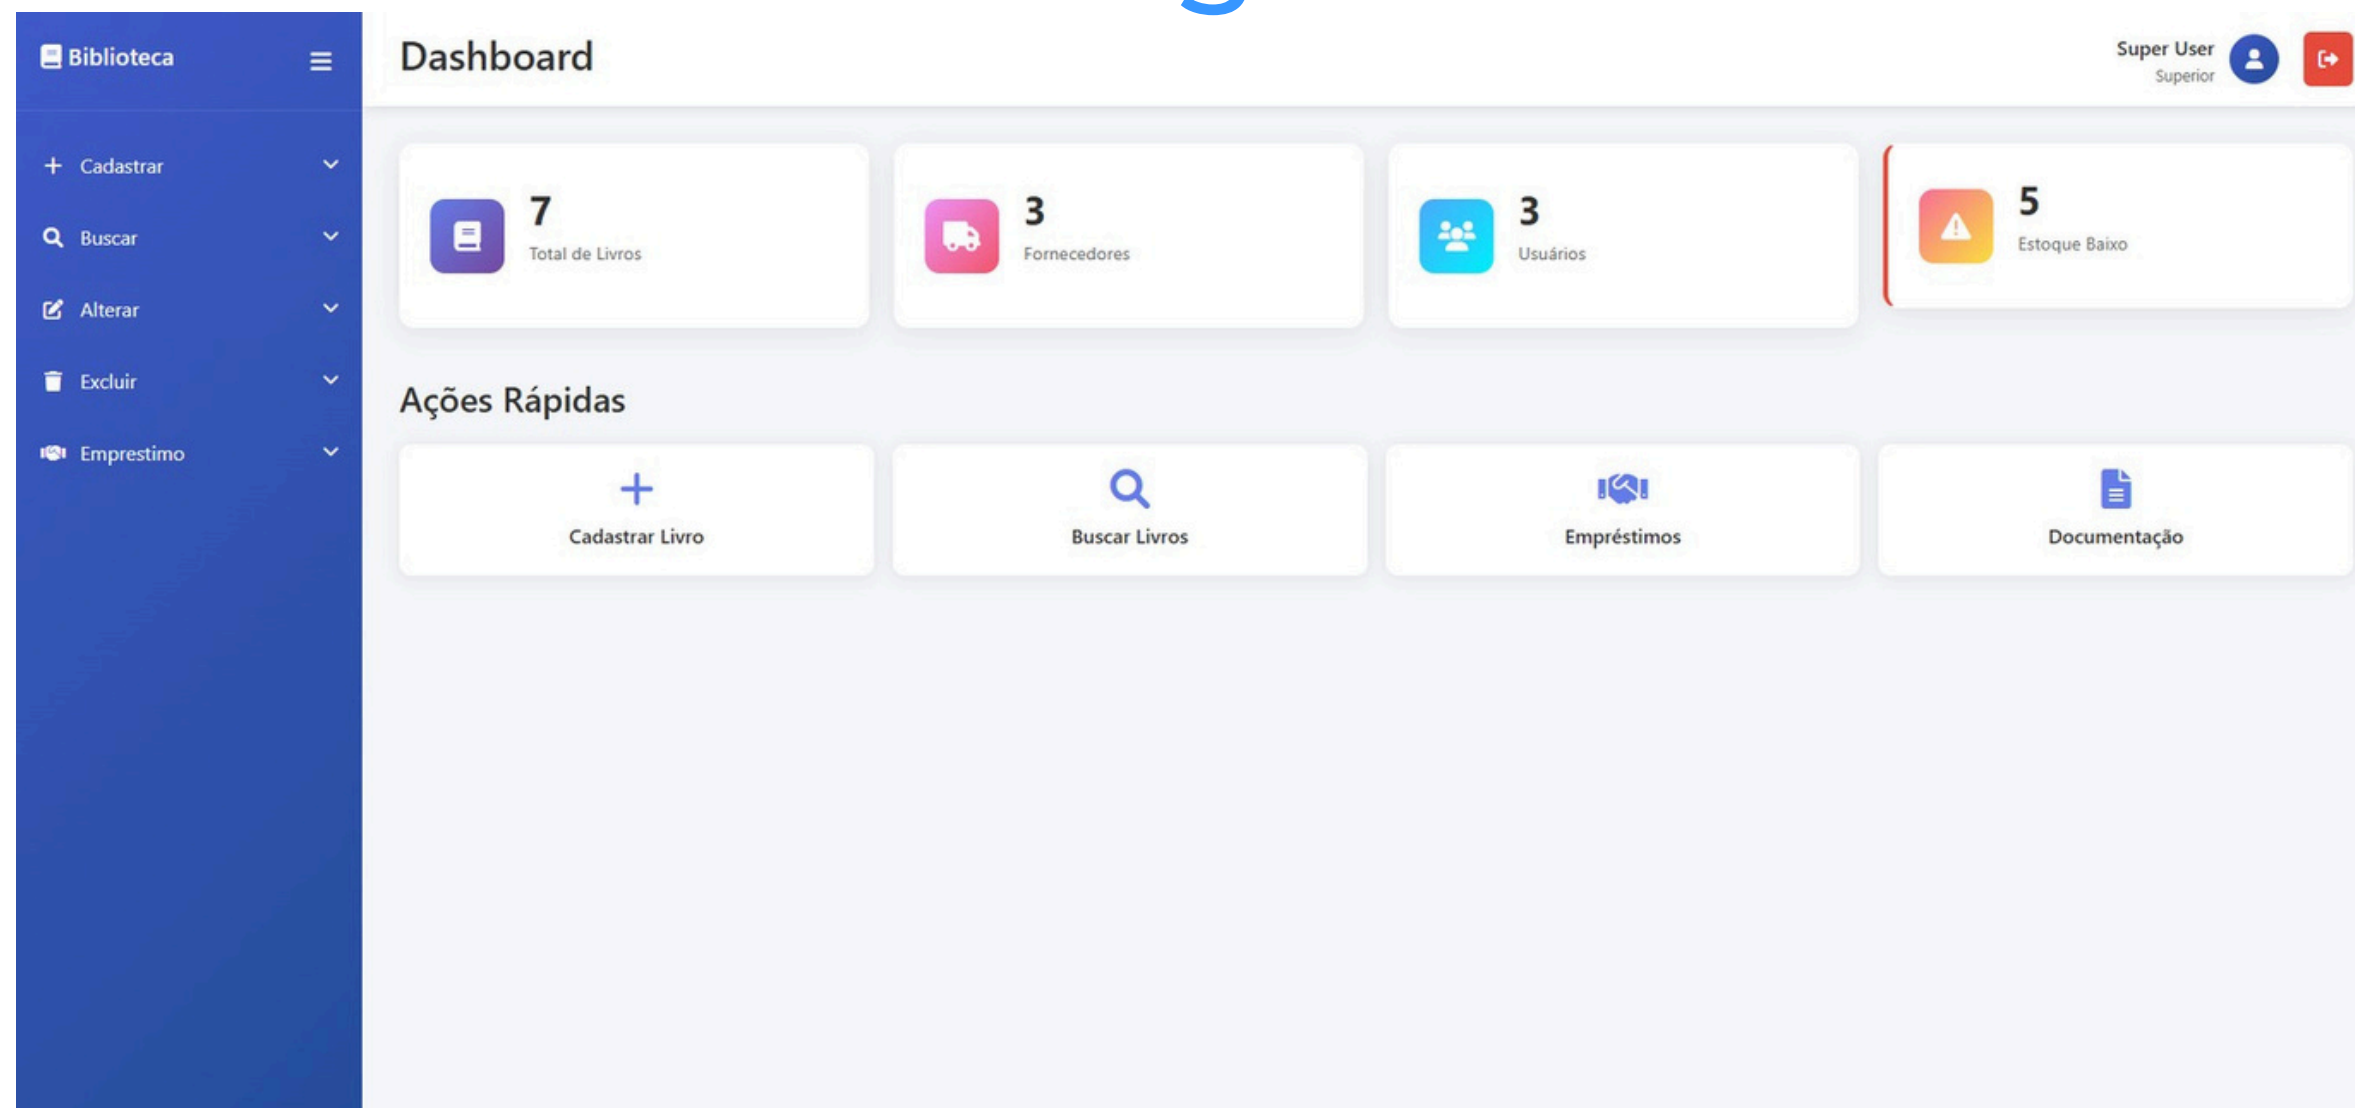 Biblioteca
Dashboard
Super User
Superior
Cadastrar
Buscar
Alterar
Excluir
Emprestimo
7
Total de Livros
3
Fornecedores
3
Usuários
5
Estoque Baixo
Ações Rápidas
Cadastrar Livro
Buscar Livros
Empréstimos
Documentação